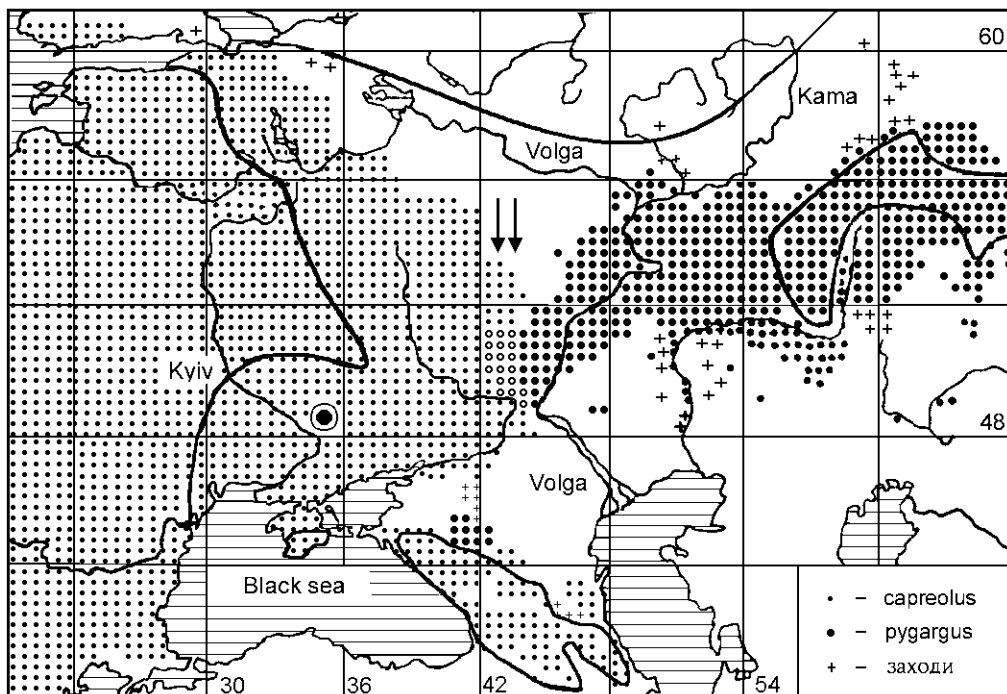 60
Kama
Volga
Kyiv
48
Volga
Black sea
• – capreolus
• – pygargus
+ – заходи
30 36 42 54